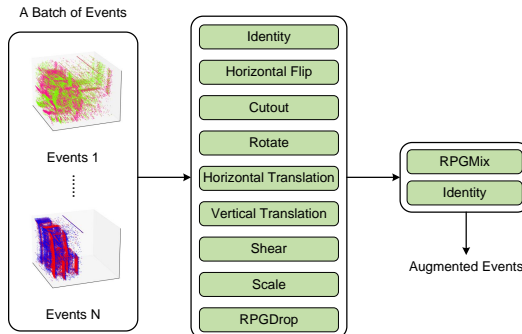 A Batch of Events
Events 1
Events N
Identity
Horizontal Flip
Cutout
Rotate
Horizontal Translation
Vertical Translation
Shear
Scale
RPGDrop
RPGMix
Identity
Augmented Events